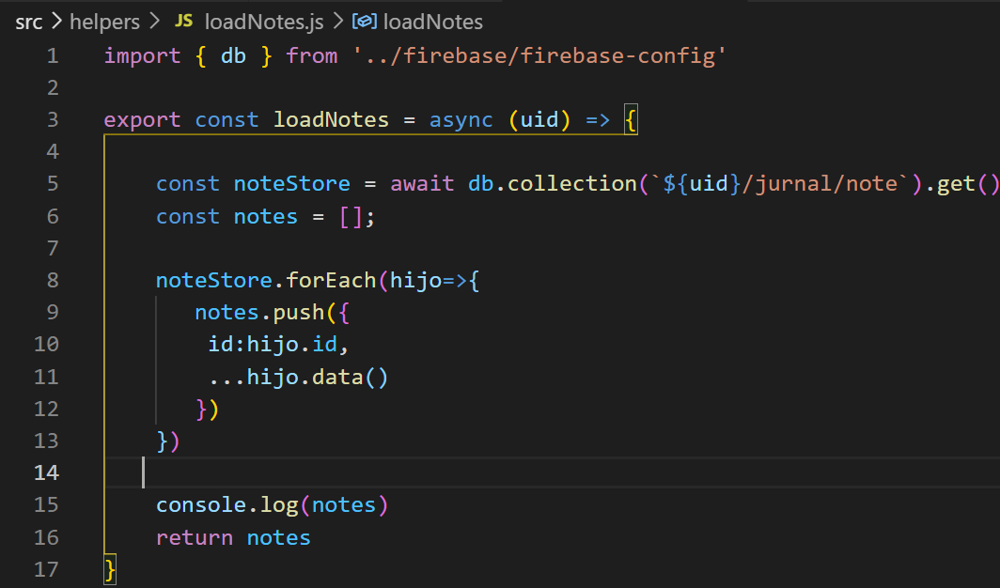 src > helpers > JS loadNotes.js > loadNotes
1 import { db } from '../firebase/firebase-config'
2
3 export const loadNotes = async (uid) => {
4
5 const noteStore = await db.collection(`${uid}/jurnal/note`).get()
6 const notes = [];
7
8 noteStore.forEach(hijo=>{
9 notes.push({
10 id:hijo.id,
11 ...hijo.data()
12 })
13 })
14
15 console.log(notes)
16 return notes
17 }